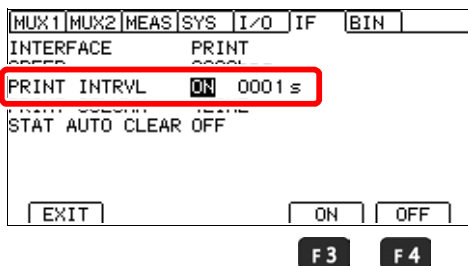 MUX1 MUX2 MEAS SYS I/O IF BIN
INTERFACE PRINT
PRINT INTRVL ON 0001s
STAT AUTO CLEAR OFF
EXIT ON OFF
F3 F4